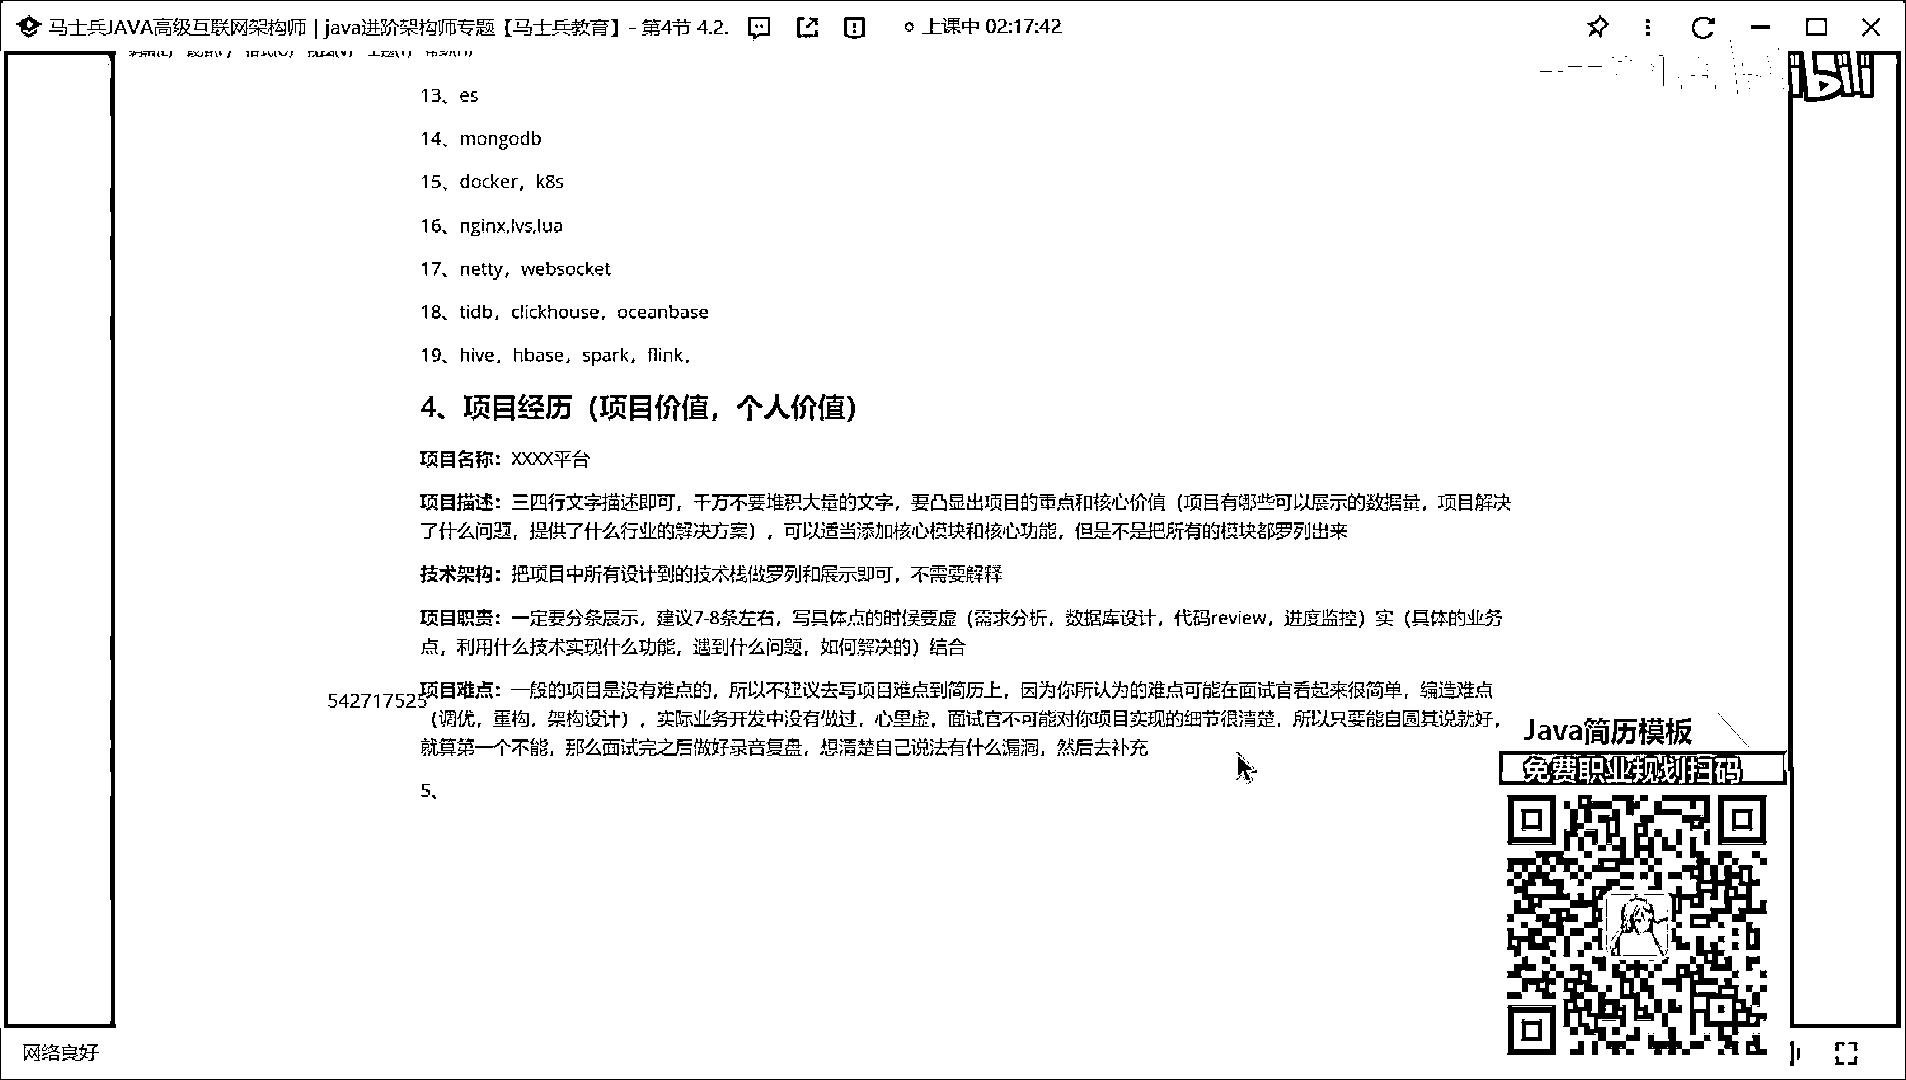 马士兵JAVA高级互联网架构师｜java进阶架构师专题【马士兵教育】- 第4节 4.2.
上课中 02:17:42
ibili
13、es
14、mongodb
15、docker，k8s
16、nginx,lvs,lua
17、netty，websocket
18、tidb，clickhouse，oceanbase
19、hive，hbase，spark，flink，
4、项目经历（项目价值，个人价值）
项目名称：XXXX平台
项目描述：三四行文字描述即可，千万不要堆积大量的文字，要凸显出项目的重点和核心价值（项目有哪些可以展示的数据量，项目解决
了什么问题，提供了什么行业的解决方案），可以适当添加核心模块和核心功能，但是不是把所有的模块都罗列出来
技术架构：把项目中所有设计到的技术栈做罗列和展示即可，不需要解释
项目职责：一定要分条展示，建议7-8条左右，写具体点的时候要虚（需求分析，数据库设计，代码review，进度监控）实（具体的业务
点，利用什么技术实现什么功能，遇到什么问题，如何解决的）结合
项目难点：一般的项目是没有难点的，所以不建议去写项目难点到简历上，因为你所认为的难点可能在面试官看起来很简单，编造难点
（调优，重构，架构设计），实际业务开发中没有做过，心里虚，面试官不可能对你项目实现的细节很清楚，所以只要能自圆其说就好，
就算第一个不能，那么面试完之后做好录音复盘，想清楚自己说法有什么漏洞，然后去补充
542717525
5、
Java简历模板
免费职业规划扫码
网络良好